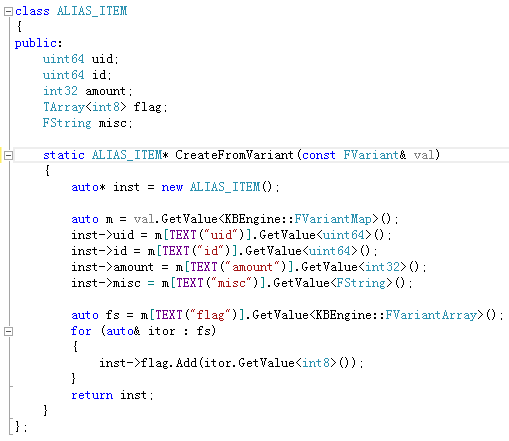 class ALIAS_ITEM
{
public:
    uint64 uid;
    uint64 id;
    int32 amount;
    TArray<int8> flag;
    FString misc;

    static ALIAS_ITEM* CreateFromVariant(const FVariant& val)
    {
        auto* inst = new ALIAS_ITEM();

        auto m = val.GetValue<KBEngine::FVariantMap>();
        inst->uid = m[TEXT("uid")].GetValue<uint64>();
        inst->id = m[TEXT("id")].GetValue<uint64>();
        inst->amount = m[TEXT("amount")].GetValue<int32>();
        inst->misc = m[TEXT("misc")].GetValue<FString>();

        auto fs = m[TEXT("flag")].GetValue<KBEngine::FVariantArray>();
        for (auto& itor : fs)
        {
            inst->flag.Add(itor.GetValue<int8>());
        }
        return inst;
    }
};